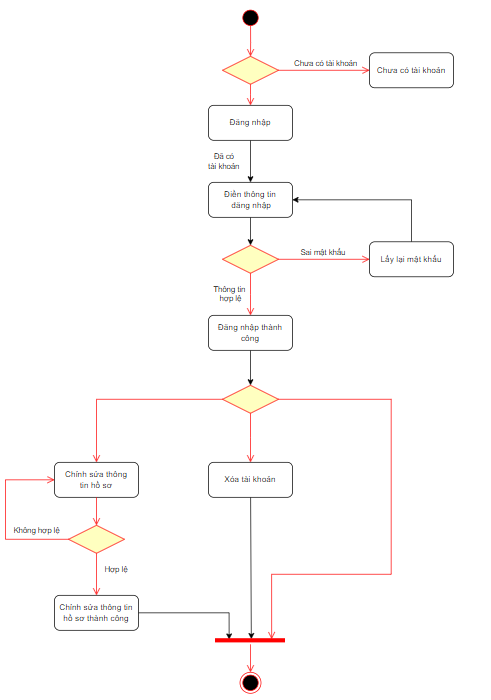 Chưa có tài khoản
Chưa có tài khoản
Đăng nhập
Đã có
tài khoản
Điền thông tin
đăng nhập
Sai mật khẩu
Lấy lại mật khẩu
Thông tin
hợp lệ
Đăng nhập thành
công
Chỉnh sửa thông
tin hồ sơ
Xóa tài khoản
Không hợp lệ
Hợp lệ
Chỉnh sửa thông tin
hồ sơ thành công